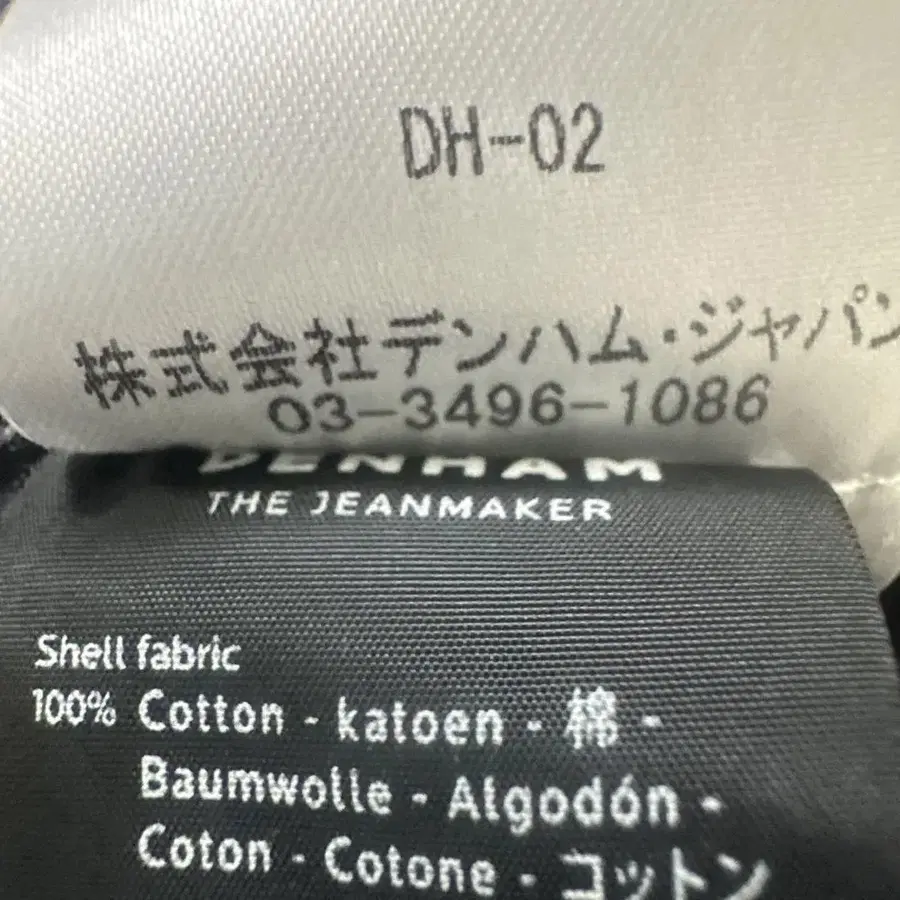 DH-02
株式会社デンハム・ジャパン
03-3496-1086
DENHAM
THE JEANMAKER
Shell fabric
100% Cotton - katoen - 棉 -
Baumwolle - Algodón -
Coton - Cotone - コットン